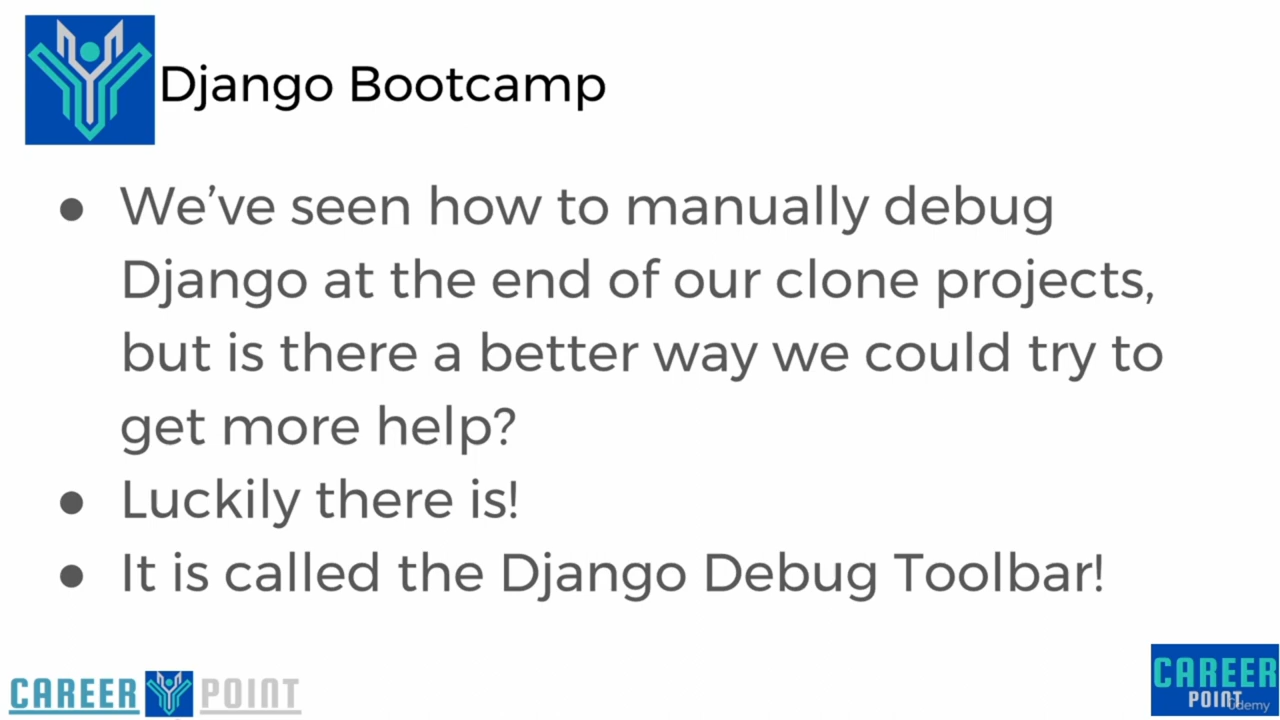 Django Bootcamp
● We’ve seen how to manually debug
Django at the end of our clone projects,
but is there a better way we could try to
get more help?
● Luckily there is!
● It is called the Django Debug Toolbar!
CAREER POINT
CAREER
POINT
udemy